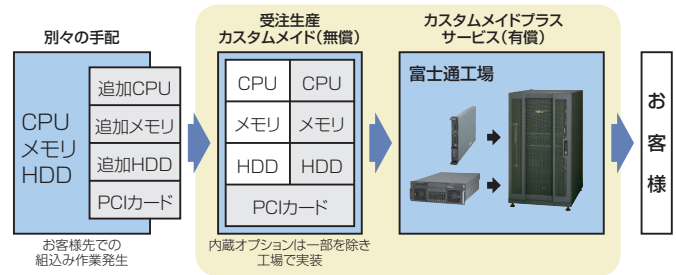 別々の手配
CPU
メモリ
HDD
追加CPU
追加メモリ
追加HDD
PCIカード
お客様先での
組込み作業発生
受注生産
カスタムメイド(無償)
CPU CPU
メモリ メモリ
HDD HDD
PCIカード
内蔵オプションは一部を除き
工場で実装
カスタムメイドプラス
サービス(有償)
富士通工場
お客様